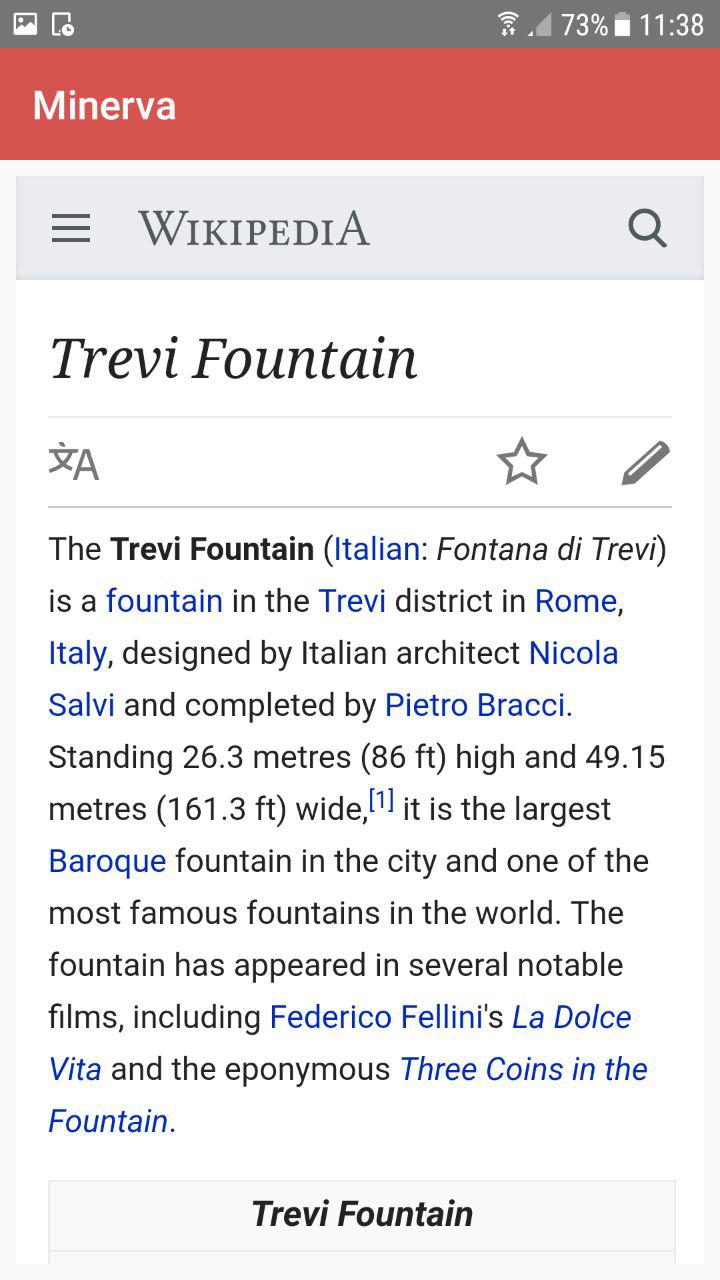 73% 11:38
Minerva
WIKIPEDIA
Trevi Fountain
文A
The Trevi Fountain (Italian: Fontana di Trevi)
is a fountain in the Trevi district in Rome,
Italy, designed by Italian architect Nicola
Salvi and completed by Pietro Bracci.
Standing 26.3 metres (86 ft) high and 49.15
metres (161.3 ft) wide,[1] it is the largest
Baroque fountain in the city and one of the
most famous fountains in the world. The
fountain has appeared in several notable
films, including Federico Fellini's La Dolce
Vita and the eponymous Three Coins in the
Fountain.
Trevi Fountain